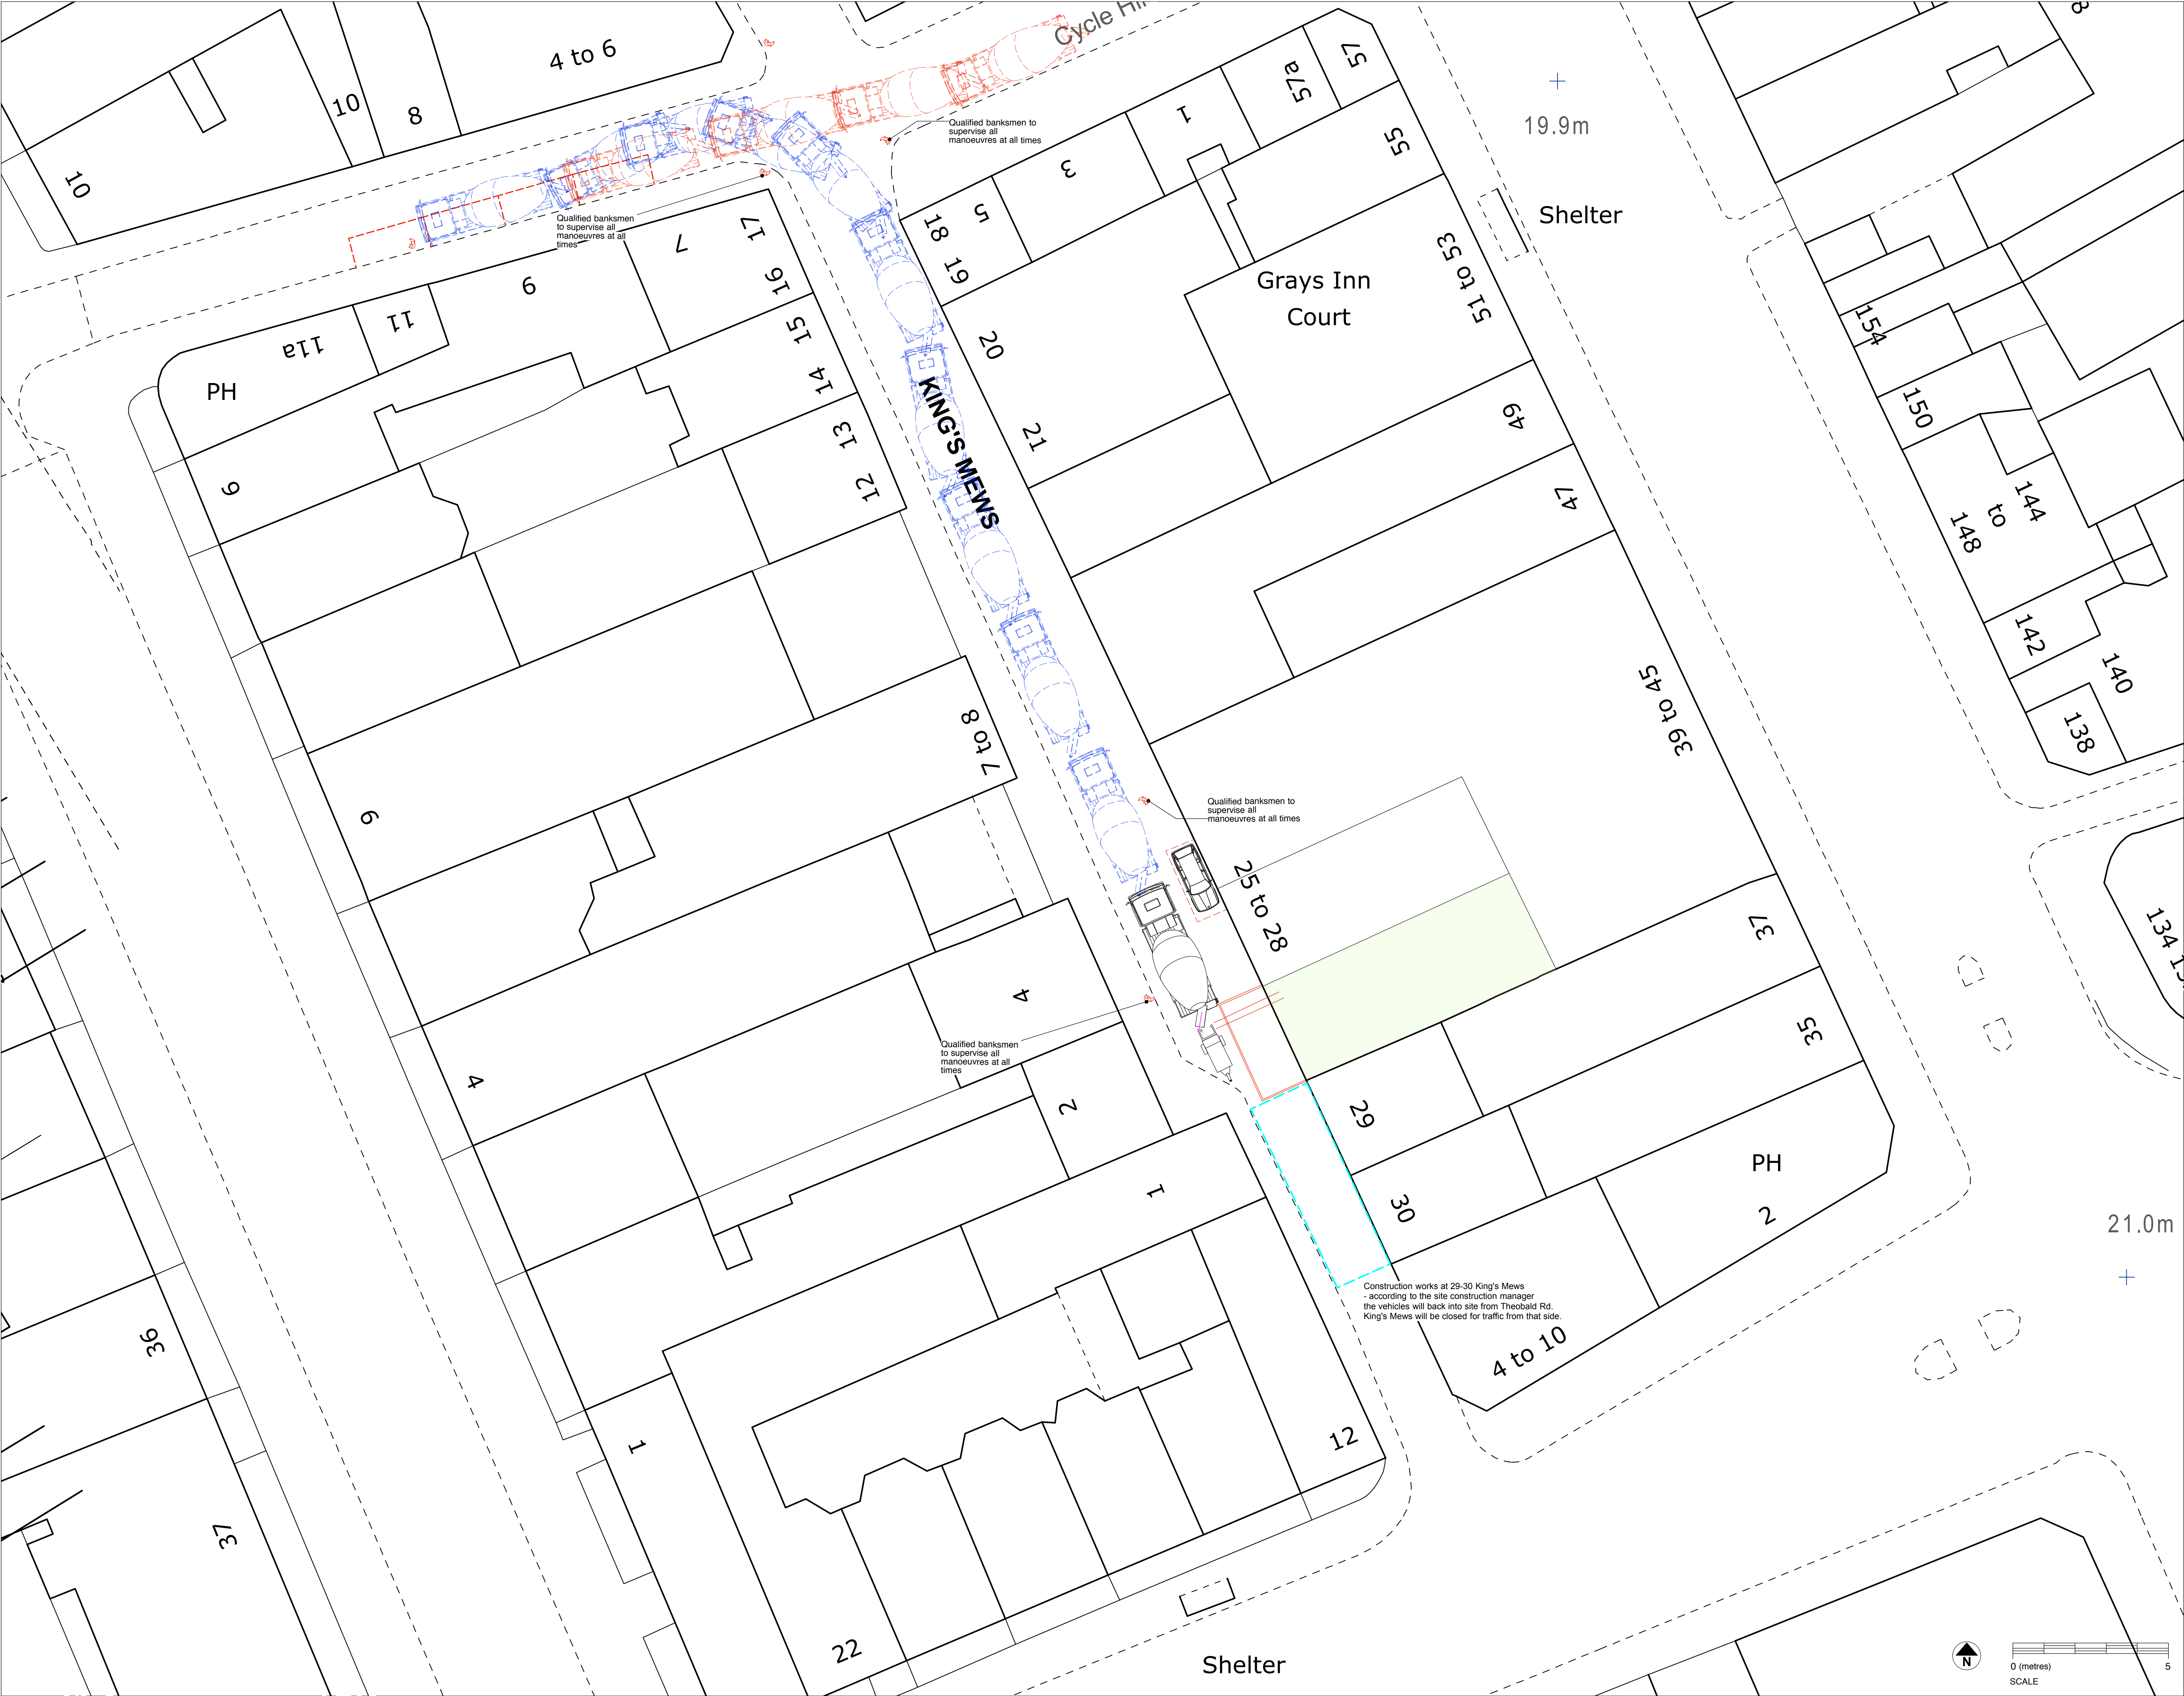 Cycle Hir
4 to 6
10
8
10
57
57a
1
3
5
18
19
55
19.9m
Shelter
8
Qualified banksmen to
supervise all
manoeuvres at all times
Qualified banksmen
to supervise all
manoeuvres at all
times
17
16
7
9
11
11a
PH
15
14
13
12
20
21
KING'S MEWS
Grays Inn
Court
51 to 53
49
47
154
150
144
to
148
142
140
138
9
7 to 8
39 to 45
9
Qualified banksmen to
supervise all
manoeuvres at all times
25 to 28
37
134
4
Qualified banksmen
to supervise all
manoeuvres at all
times
35
4
2
29
PH
2
1
30
21.0m
Construction works at 29-30 King's Mews
- according to the site construction manager
the vehicles will back into site from Theobald Rd.
King's Mews will be closed for traffic from that side.
4 to 10
36
1
12
37
22
Shelter
N
0 (metres)
5
SCALE